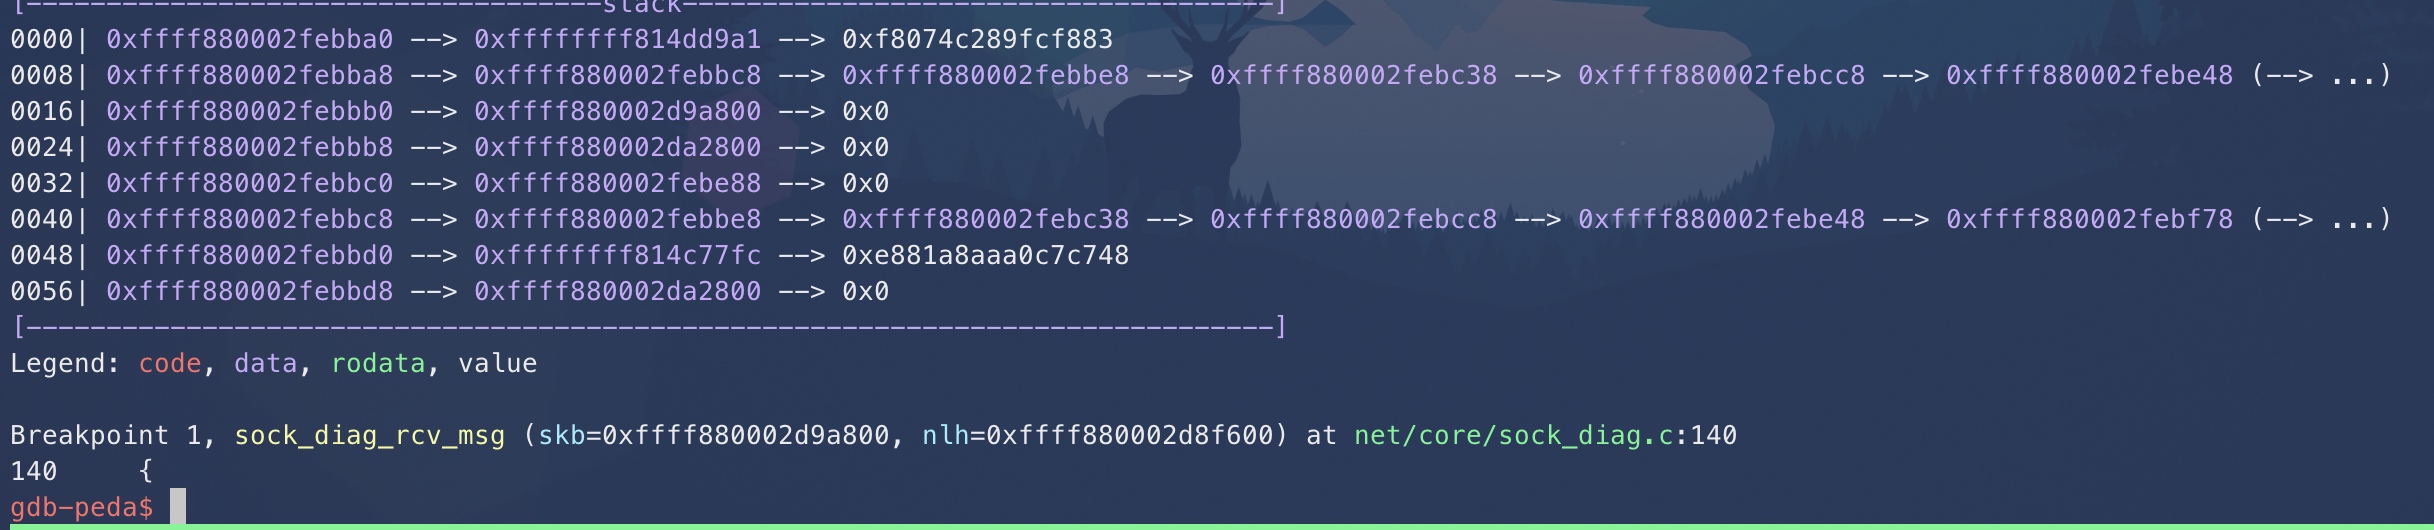 [------------------------------------stack-------------------------------------]
0000| 0xffff880002febba0 --> 0xffffffff814dd9a1 --> 0xf8074c289fcf883
0008| 0xffff880002febba8 --> 0xffff880002febbc8 --> 0xffff880002febbe8 --> 0xffff880002febc38 --> 0xffff880002febcc8 --> 0xffff880002febe48 (--> ...)
0016| 0xffff880002febbb0 --> 0xffff880002d9a800 --> 0x0
0024| 0xffff880002febbb8 --> 0xffff880002da2800 --> 0x0
0032| 0xffff880002febbc0 --> 0xffff880002febe88 --> 0x0
0040| 0xffff880002febbc8 --> 0xffff880002febbe8 --> 0xffff880002febc38 --> 0xffff880002febcc8 --> 0xffff880002febe48 --> 0xffff880002febf78 (--> ...)
0048| 0xffff880002febbd0 --> 0xffffffff814c77fc --> 0xe881a8aaa0c7c748
0056| 0xffff880002febbd8 --> 0xffff880002da2800 --> 0x0
[------------------------------------------------------------------------------]
Legend: code, data, rodata, value
Breakpoint 1, sock_diag_rcv_msg (skb=0xffff880002d9a800, nlh=0xffff880002d8f600) at net/core/sock_diag.c:140
140 {
gdb-peda$